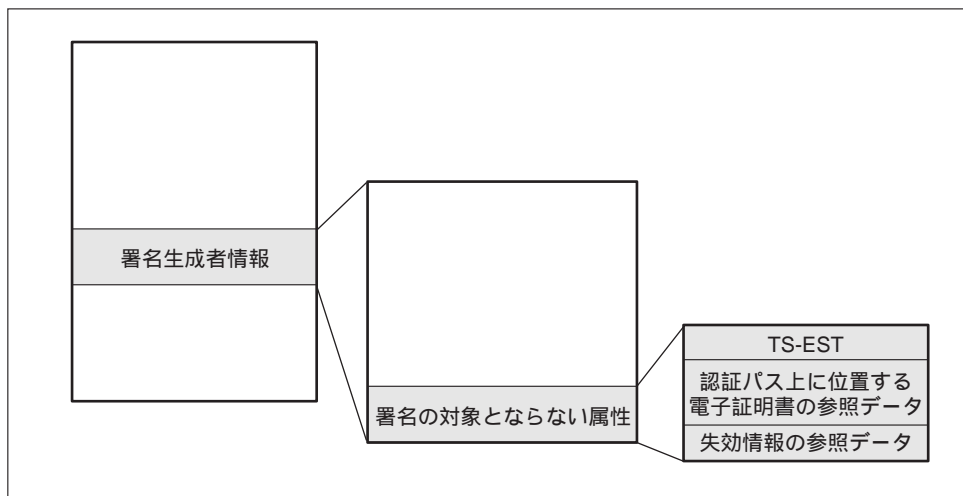 署名生成者情報
署名の対象とならない属性
TS-EST
認証パス上に位置する
電子証明書の参照データ
失効情報の参照データ